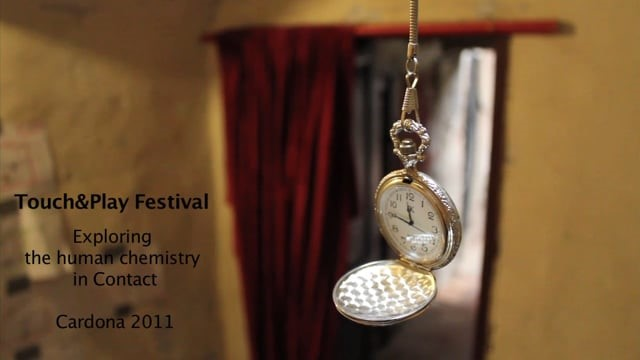 Touch&Play Festival
Exploring
the human chemistry
in Contact
Cardona 2011